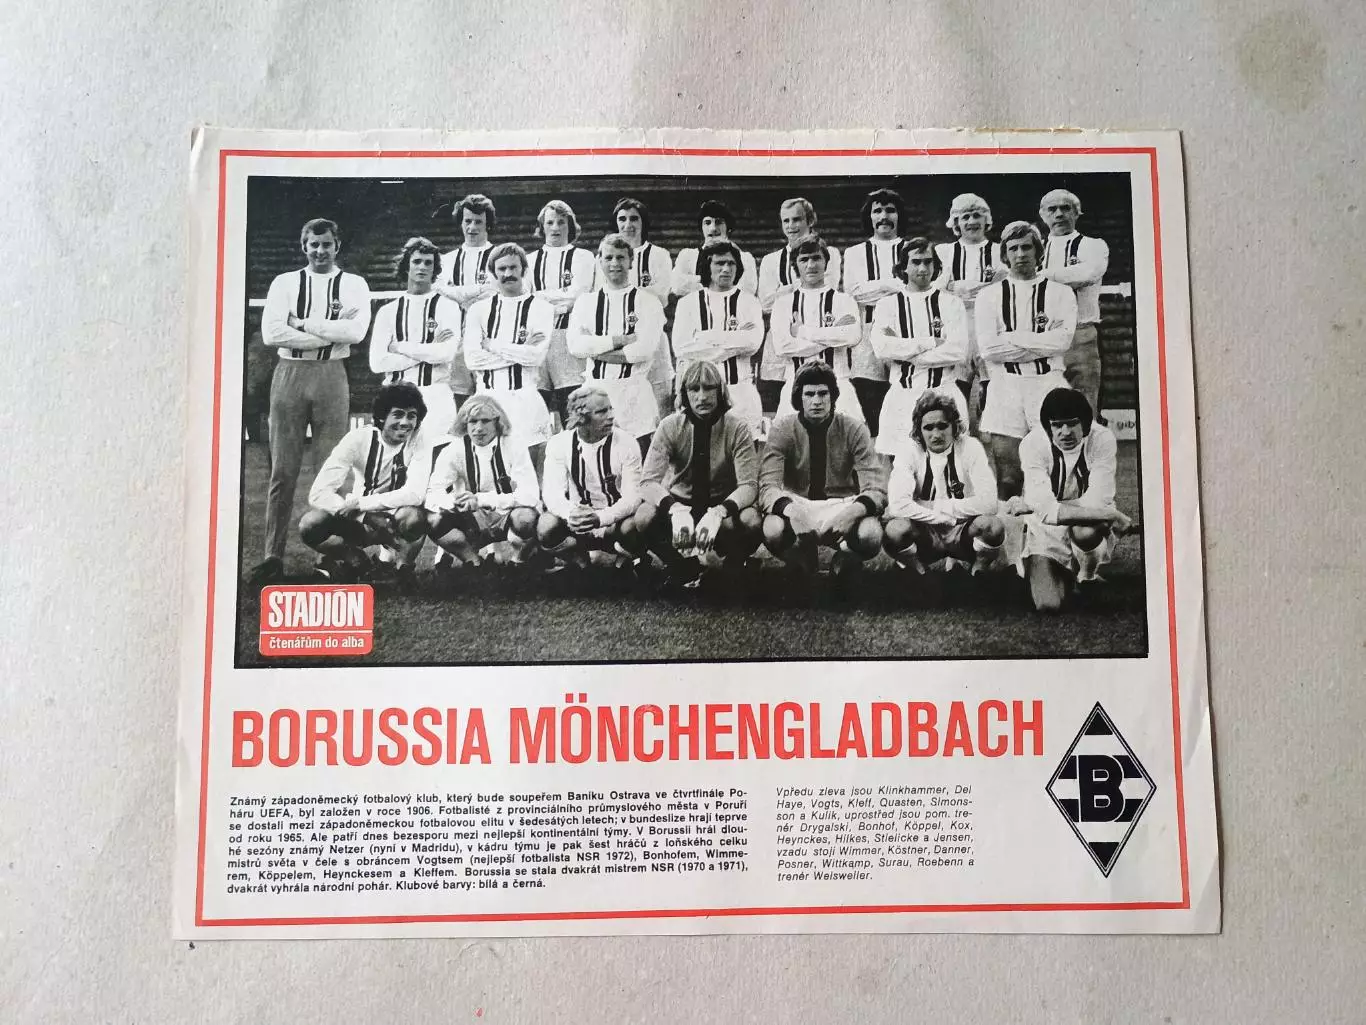 STADIÓN
čtenářům do alba
BORUSSIA MÖNCHENGLADBACH
B
Známý západoněmecký fotbalový klub, který bude soupeřem Baníku Ostrava ve čtvrtfinále Po-
háru UEFA, byl založen v roce 1906. Fotbalisté z provinciálního průmyslového města v Poruří
se dostali mezi západoněmeckou fotbalovou elitu v šedesátých letech; v bundeslize hrají teprve
od roku 1965. Ale patří dnes bezesporu mezi nejlepší kontinentální týmy. V Borussii hrál dlou-
hé sezóny známý Netzer (nyní v Madridu), v kádru týmu je pak šest hráčů z loňského celku
mistrů světa v čele s obráncem Vogtsem (nejlepší fotbalista NSR 1972), Bonhofem, Wimme-
rem, Köppelem, Heynckesem a Kleffem. Borussia se stala dvakrát mistrem NSR (1970 a 1971),
dvakrát vyhrála národní pohár. Klubové barvy: bílá a černá.
Vpředu zleva jsou Klinkhammer, Del
Haye, Vogts, Kleff, Quasten, Simons-
son a Kulik, uprostřed jsou pom. tre-
nér Drygalski, Bonhof, Köppel, Kox,
Heynckes, Hilkes, Stielicke a Jensen,
vzadu stojí Wimmer, Köstner, Danner,
Posner, Wittkamp, Surau, Roebenn a
trenér Weisweiler.